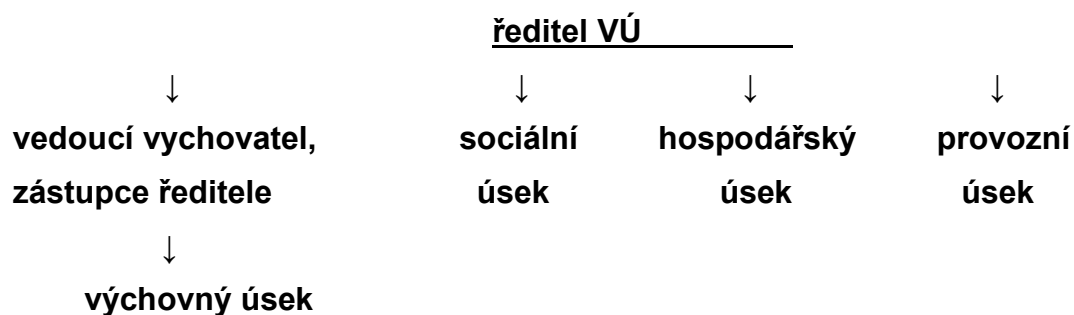 ředitel VÚ
↓ ↓ ↓ ↓
vedoucí vychovatel, sociální hospodářský provozní
zástupce ředitele úsek úsek úsek
↓
výchovný úsek